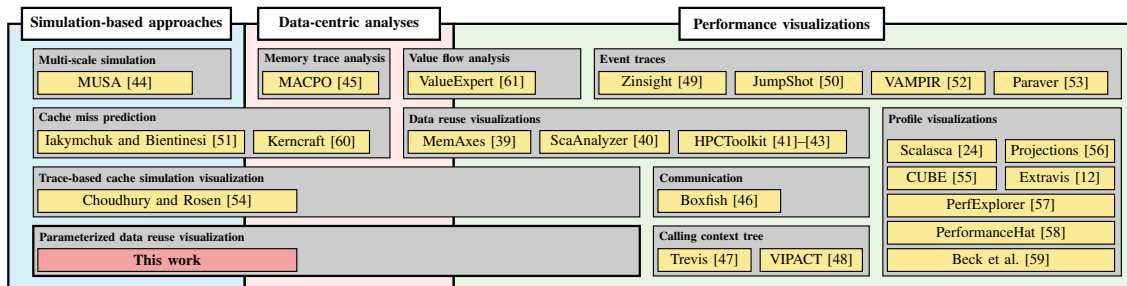 Simulation-based approaches
Data-centric analyses
Performance visualizations
Multi-scale simulation
MUSA [44]
Memory trace analysis
MACPO [45]
Value flow analysis
ValueExpert [61]
Event traces
Zinsight [49]
JumpShot [50]
VAMPIR [52]
Paraver [53]
Cache miss prediction
Iakymchuk and Bientinesi [51]
Kerncraft [60]
Data reuse visualizations
MemAxes [39]
ScaAnalyzer [40]
HPCToolkit [41]–[43]
Profile visualizations
Scalasca [24]
Projections [56]
CUBE [55]
Extravis [12]
PerfExplorer [57]
PerformanceHat [58]
Beck et al. [59]
Trace-based cache simulation visualization
Choudhury and Rosen [54]
Communication
Boxfish [46]
Parameterized data reuse visualization
This work
Calling context tree
Trevis [47]
VIPACT [48]